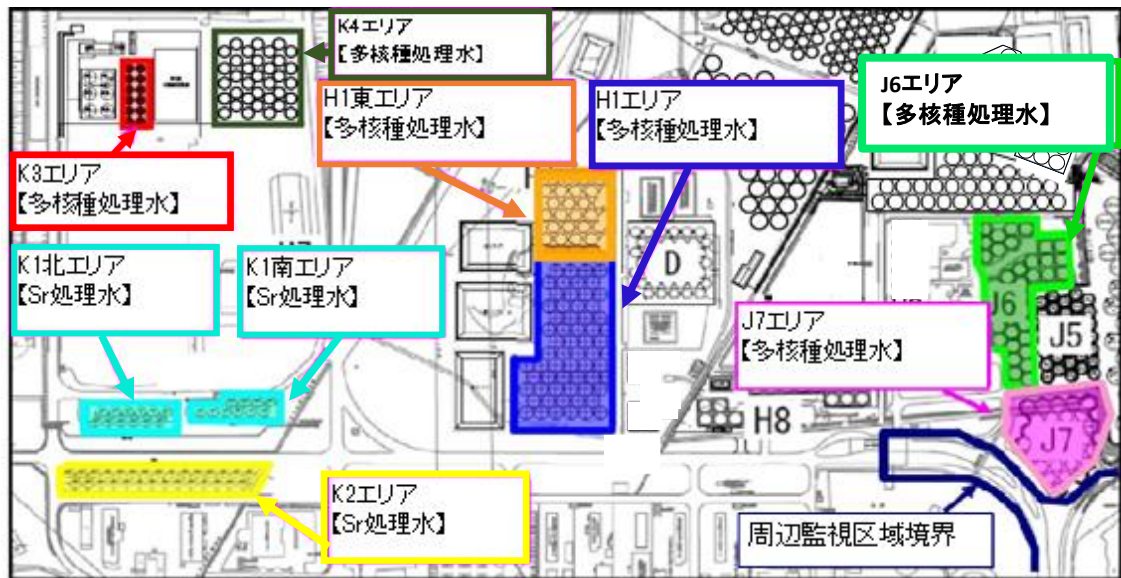 K4エリア
【多核種処理水】
H1東エリア
【多核種処理水】
H1エリア
【多核種処理水】
J6エリア
【多核種処理水】
K3エリア
【多核種処理水】
K1北エリア
【Sr処理水】
K1南エリア
【Sr処理水】
D
J6
J5
J7エリア
【多核種処理水】
H8
J7
K2エリア
【Sr処理水】
周辺監視区域境界